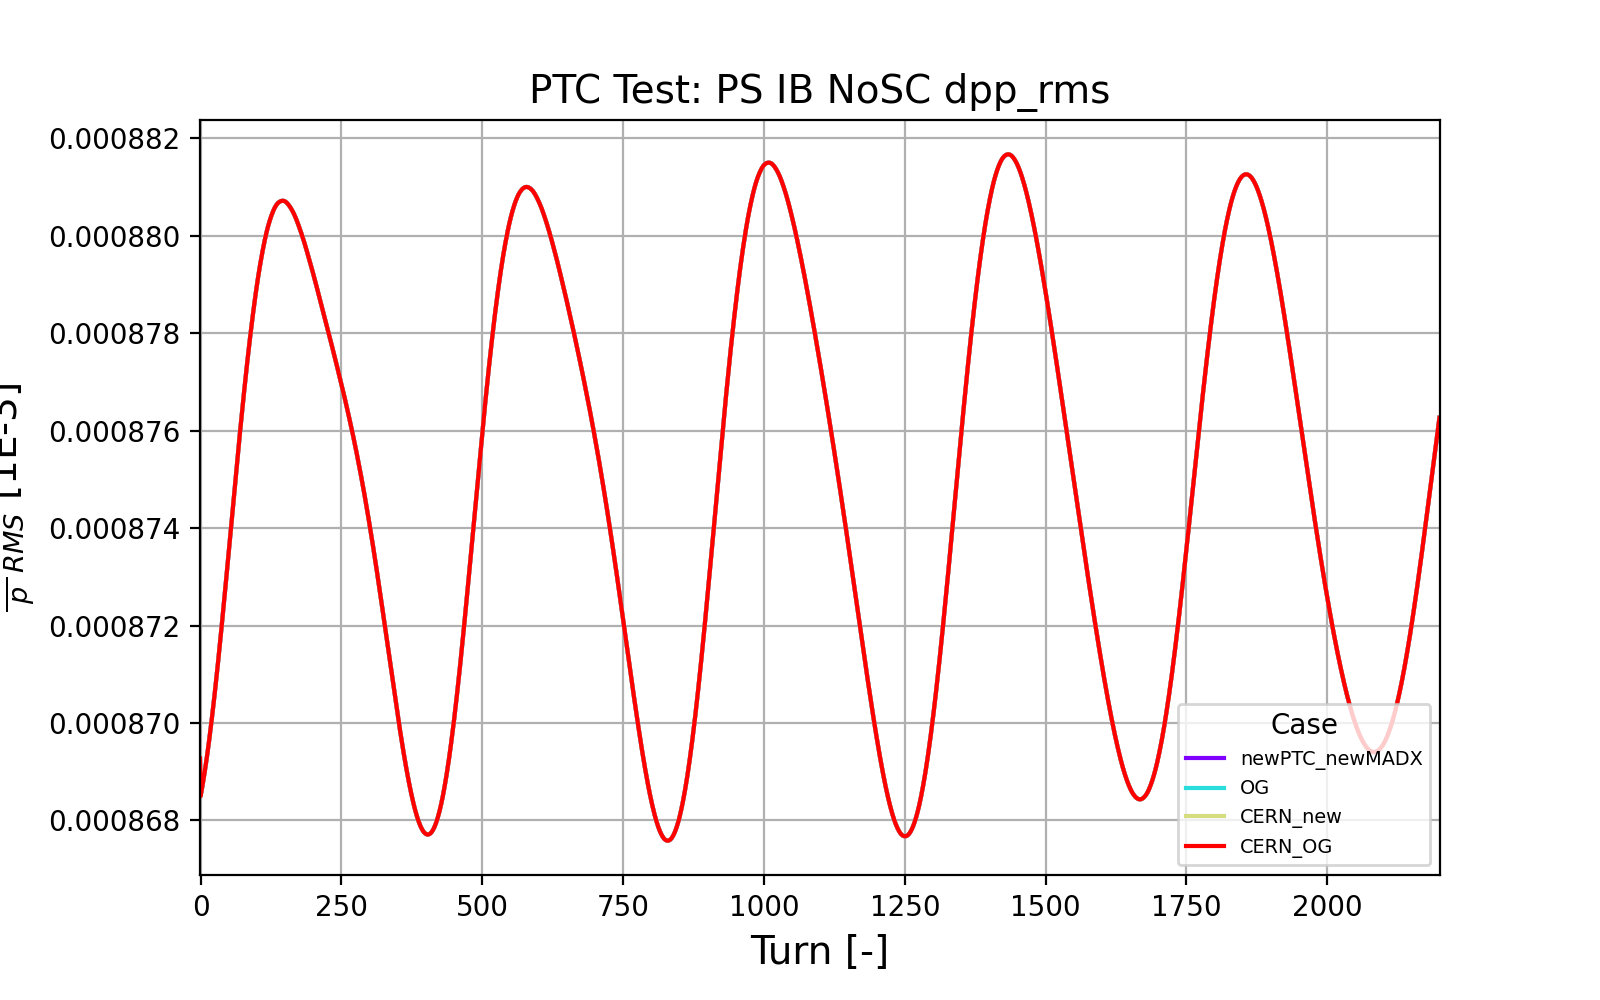 PTC Test: PS IB NoSC dpp_rms
0.000882
0.000880
0.000878
0.000876
0.000874
0.000872
0.000870
0.000868
p RMS
0 250 500 750 1000 1250 1500 1750 2000
Turn [-]
Case
newPTC_newMADX
OG
CERN_new
CERN_OG